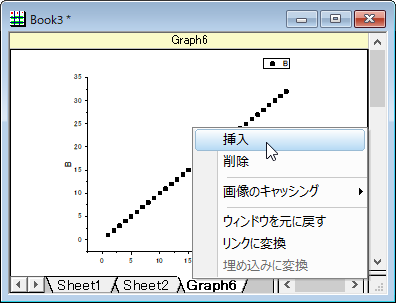 Book3 *
Graph6
B
35
30
25
20
15
10
5
0
B
0
5
10
15
挿入
削除
画像のキャッシング
ウィンドウを元に戻す
リンクに変換
埋め込みに変換
Sheet1
Sheet2
Graph6